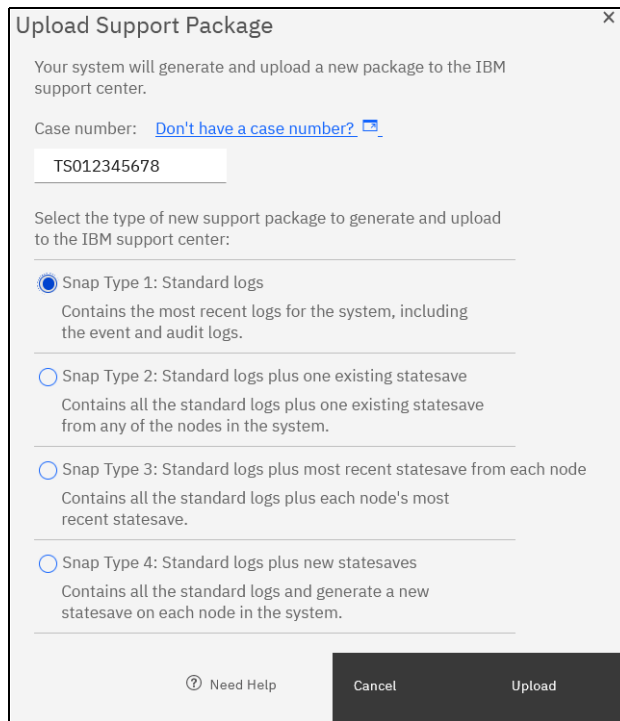 Upload Support Package
Your system will generate and upload a new package to the IBM
support center.
Case number: Don't have a case number?
TS012345678
Select the type of new support package to generate and upload
to the IBM support center:
Snap Type 1: Standard logs
Contains the most recent logs for the system, including
the event and audit logs.
Snap Type 2: Standard logs plus one existing statesave
Contains all the standard logs plus one existing statesave
from any of the nodes in the system.
Snap Type 3: Standard logs plus most recent statesave from each node
Contains all the standard logs plus each node's most
recent statesave.
Snap Type 4: Standard logs plus new statesaves
Contains all the standard logs and generate a new
statesave on each node in the system.
Need Help Cancel Upload